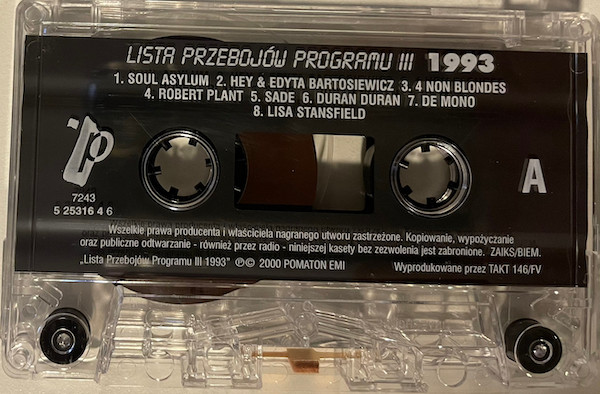 LISTA PRZEBOJÓW PROGRAMU III 1993
1. SOUL ASYLUM 2. HEY & EDYTA BARTOSIEWICZ 3. 4 NON BLONDES
4. ROBERT PLANT 5. SADE 6. DURAN DURAN 7. DE MONO
8. LISA STANSFIELD
p
A
7243
5 25316 4 6
Wszelkie prawa producenta i właściciela nagranego utworu zastrzeżone. Kopiowanie, wypożyczanie
oraz publiczne odtwarzanie - również przez radio - niniejszej kasety bez zezwolenia jest zabronione. ZAIKS/BIEM.
„Lista Przebojów Programu III 1993" ℗© 2000 POMATON EMI Wyprodukowane przez TAKT 146/FV